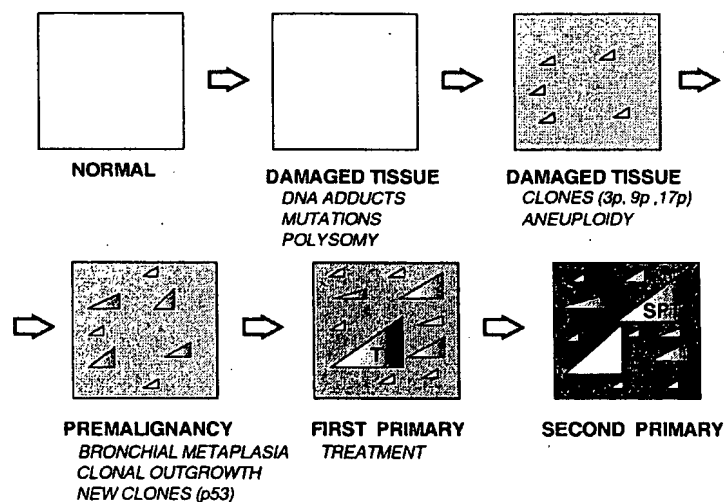 NORMAL
DAMAGED TISSUE
DNA ADDUCTS
MUTATIONS
POLYSOMY
DAMAGED TISSUE
CLONES (3p, 9p ,17p)
ANEUPLOIDY
PREMALIGNANCY
BRONCHIAL METAPLASIA
CLONAL OUTGROWTH
NEW CLONES (p53)
T
FIRST PRIMARY
TREATMENT
SP
SECOND PRIMARY